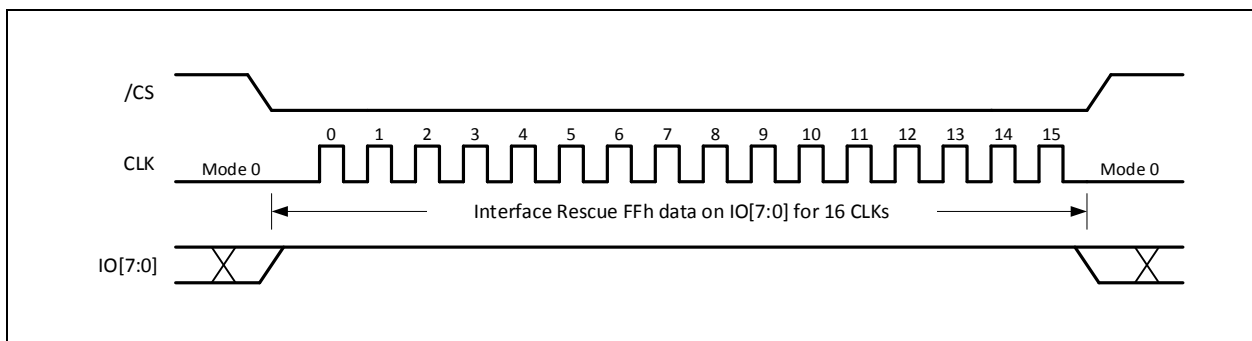 /CS
0 1 2 3 4 5 6 7 8 9 10 11 12 13 14 15
CLK
Mode 0 Mode 0
Interface Rescue FFh data on IO[7:0] for 16 CLKs
IO[7:0]